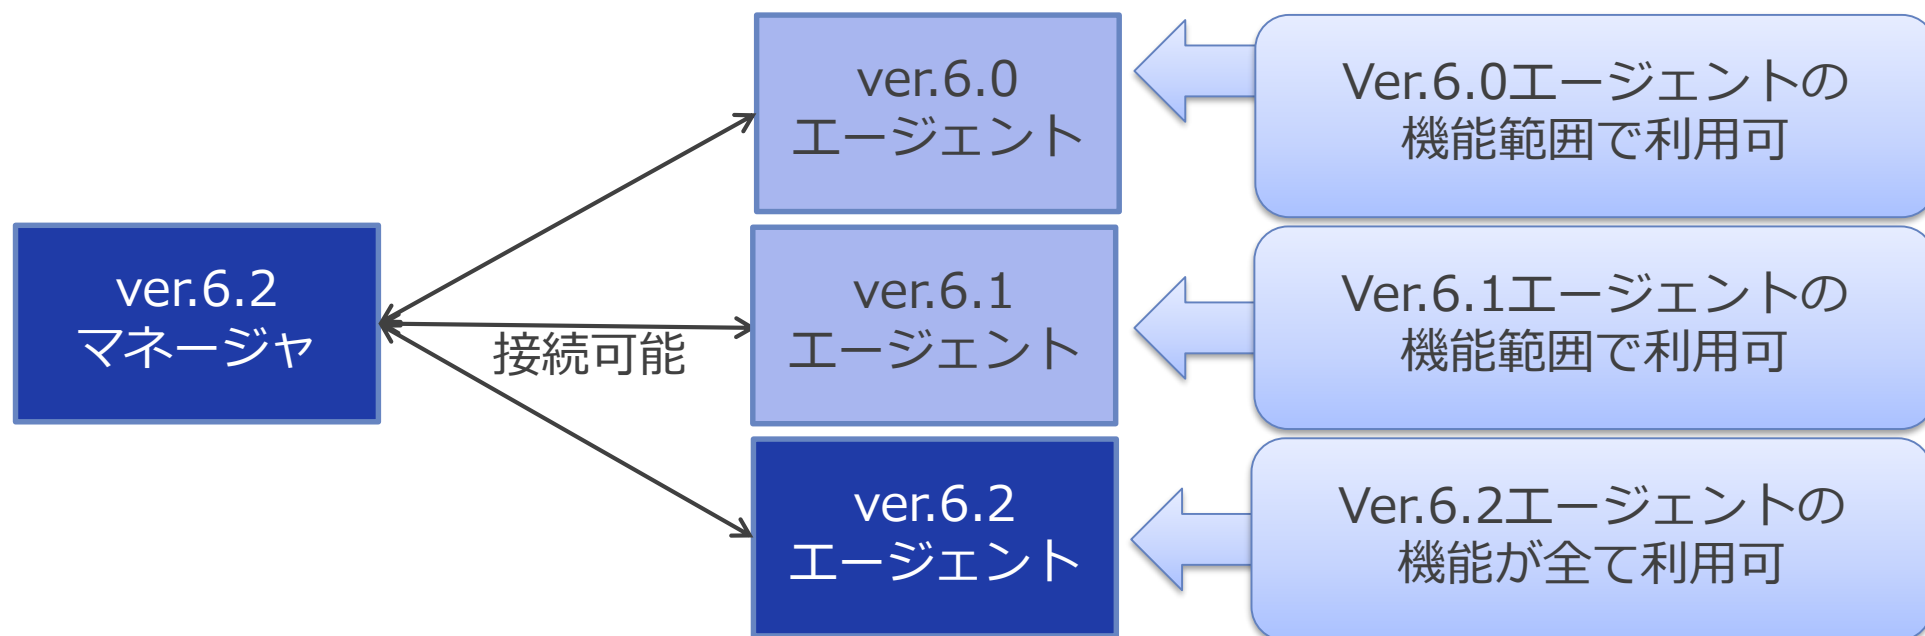 ver.6.0
エージェント
Ver.6.0エージェントの
機能範囲で利用可
ver.6.2
マネージャ
接続可能
ver.6.1
エージェント
Ver.6.1エージェントの
機能範囲で利用可
ver.6.2
エージェント
Ver.6.2エージェントの
機能が全て利用可